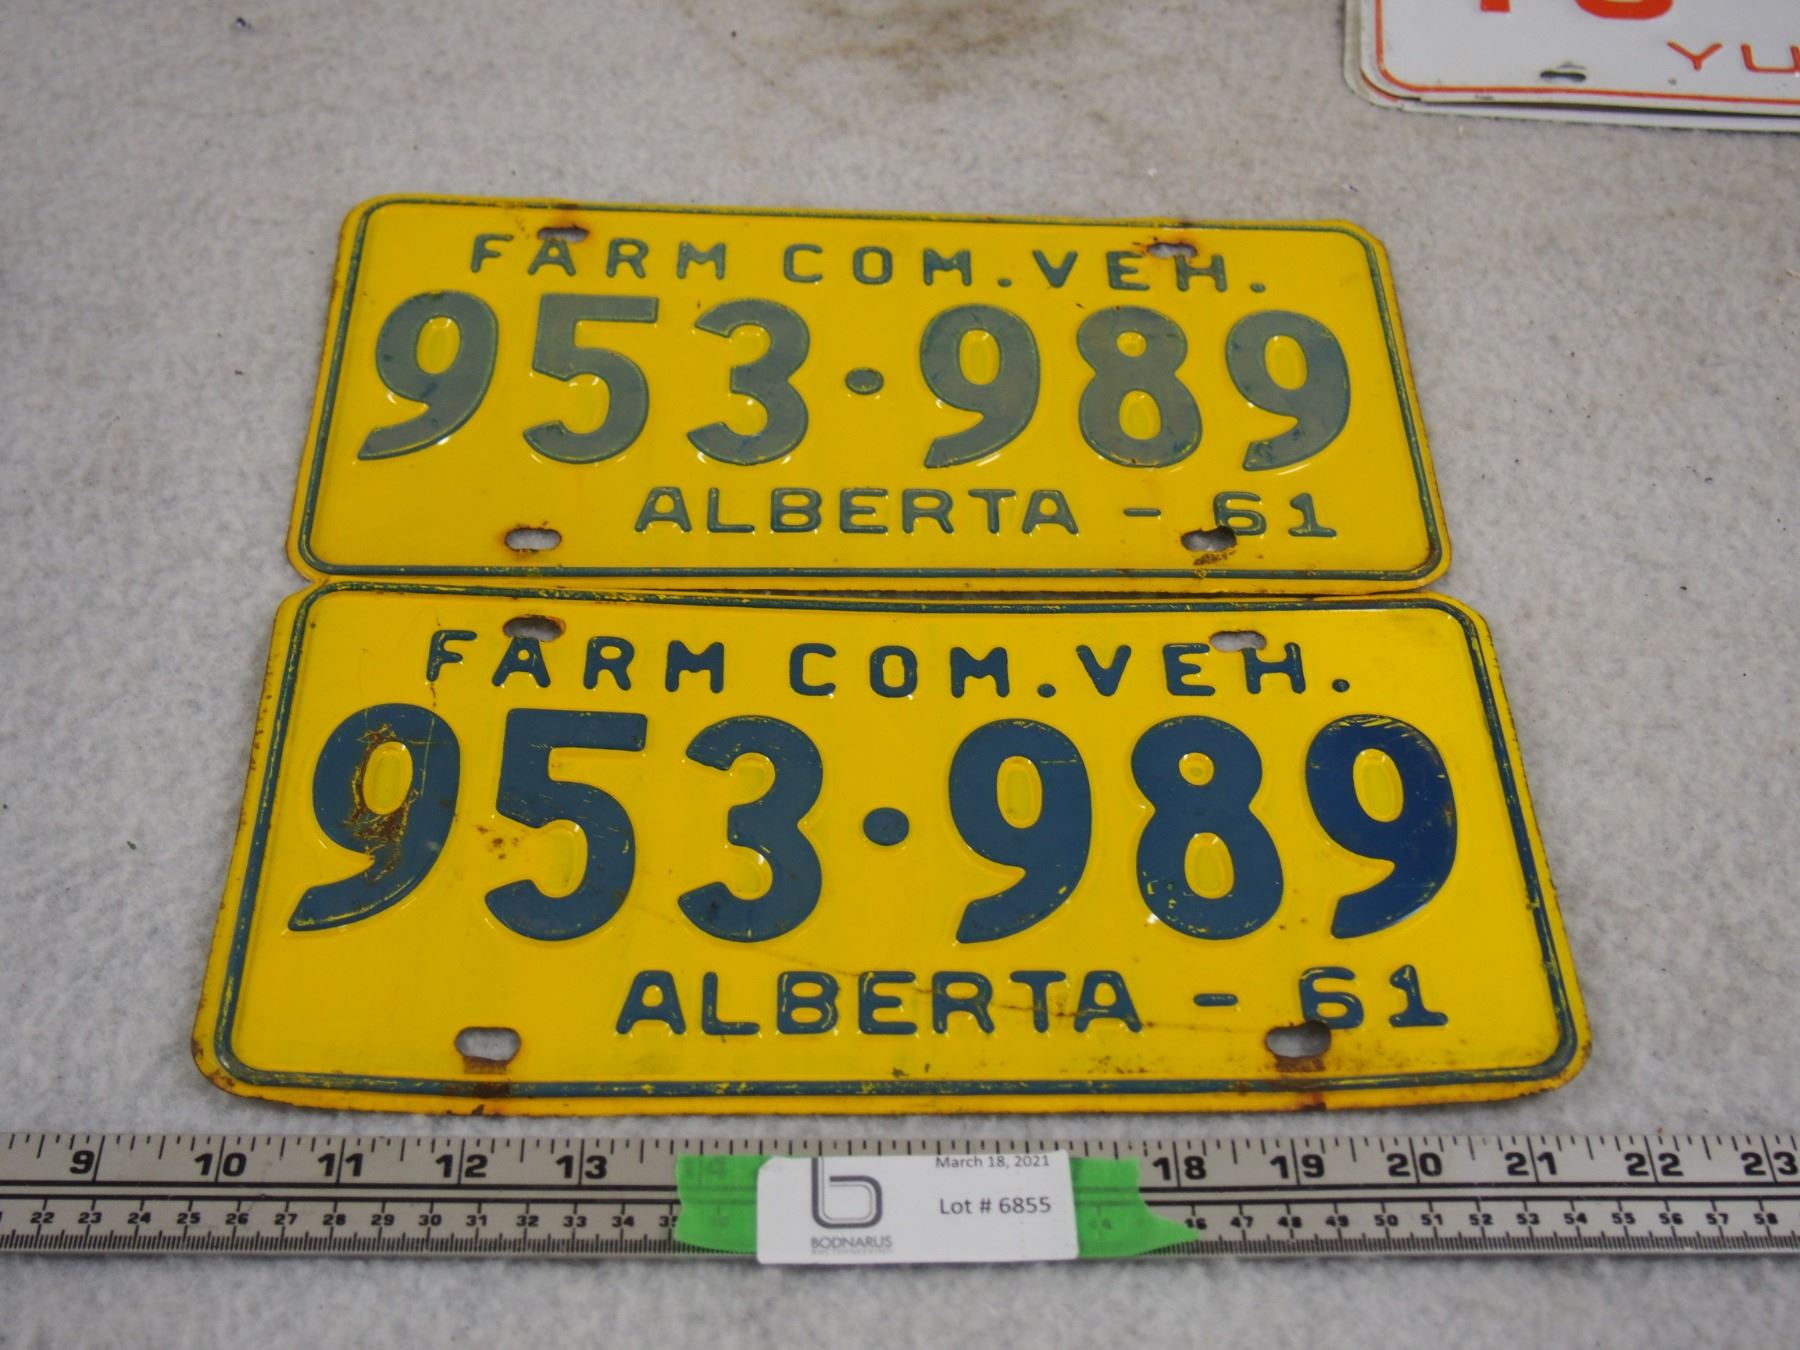 YU
FARM COM. VEH.
953·989
ALBERTA - 61
FARM COM. VEH.
953·989
ALBERTA - 61
9 10 11 12 13 18 19 20 21 22 23
March 18, 2021
Lot # 6855
BODNARUS
22 23 24 25 26 27 28 29 30 31 32 33 34 35 46 47 48 49 50 51 52 53 54 55 56 57 58